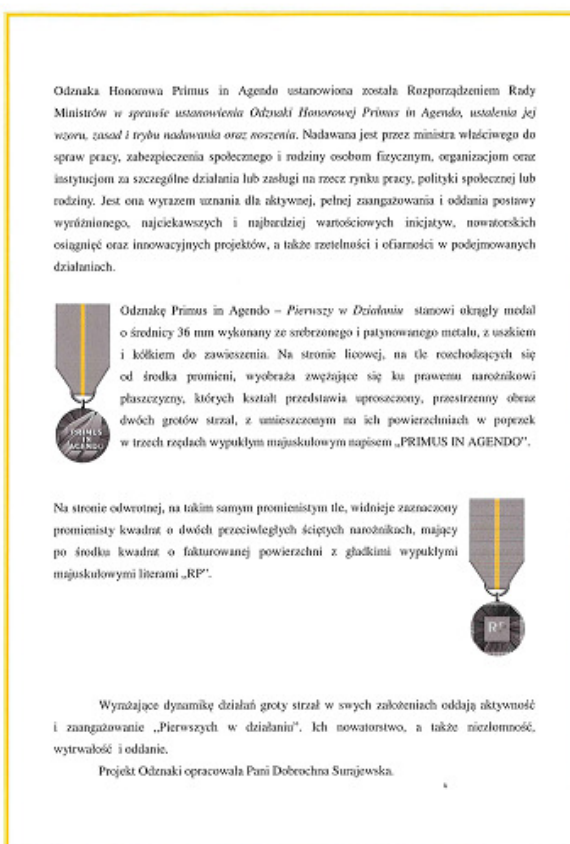 Odznaka Honorowa Primus in Agendo ustanowiona została Rozporządzeniem Rady
Ministrów w sprawie ustanowienia Odznaki Honorowej Primus in Agendo, ustalenia jej
wzoru, zasad i trybu nadawania oraz noszenia. Nadawana jest przez ministra właściwego do
spraw pracy, zabezpieczenia społecznego i rodziny osobom fizycznym, organizacjom oraz
instytucjom za szczególne działania lub zasługi na rzecz rynku pracy, polityki społecznej lub
rodziny. Jest ona wyrazem uznania dla aktywnej, pełnej zaangażowania i oddania postawy
wyróżnionego, najciekawszych i najbardziej wartościowych inicjatyw, nowatorskich
osiągnięć oraz innowacyjnych projektów, a także rzetelności i ofiarności w podejmowanych
działaniach.
Odznakę Primus in Agendo – Pierwszy w Działaniu stanowi okrągły medal
o średnicy 36 mm wykonany ze srebrzonego i patynowanego metalu, z uszkiem
i kółkiem do zawieszenia. Na stronie licowej, na tle rozchodzących się
od środka promieni, wyobraża zwężające się ku prawemu narożnikowi
płaszczyzny, których kształt przedstawia uproszczony, przestrzenny obraz
dwóch grotów strzał, z umieszczonym na ich powierzchniach w poprzek
w trzech rzędach wypukłym majuskułowym napisem „PRIMUS IN AGENDO”.
PRIMUS
IN
AGENDO
Na stronie odwrotnej, na takim samym promienistym tle, widnieje zaznaczony
promienisty kwadrat o dwóch przeciwległych ściętych narożnikach, mający
po środku kwadrat o fakturowanej powierzchni z gładkimi wypukłymi
majuskułowymi literami „RP”.
RP
Wyrażające dynamikę działań groty strzał w swych założeniach oddają aktywność
i zaangażowanie „Pierwszych w działaniu”. Ich nowatorstwo, a także niezłomność,
wytrwałość i oddanie.
Projekt Odznaki opracowała Pani Dobrochna Surajewska.